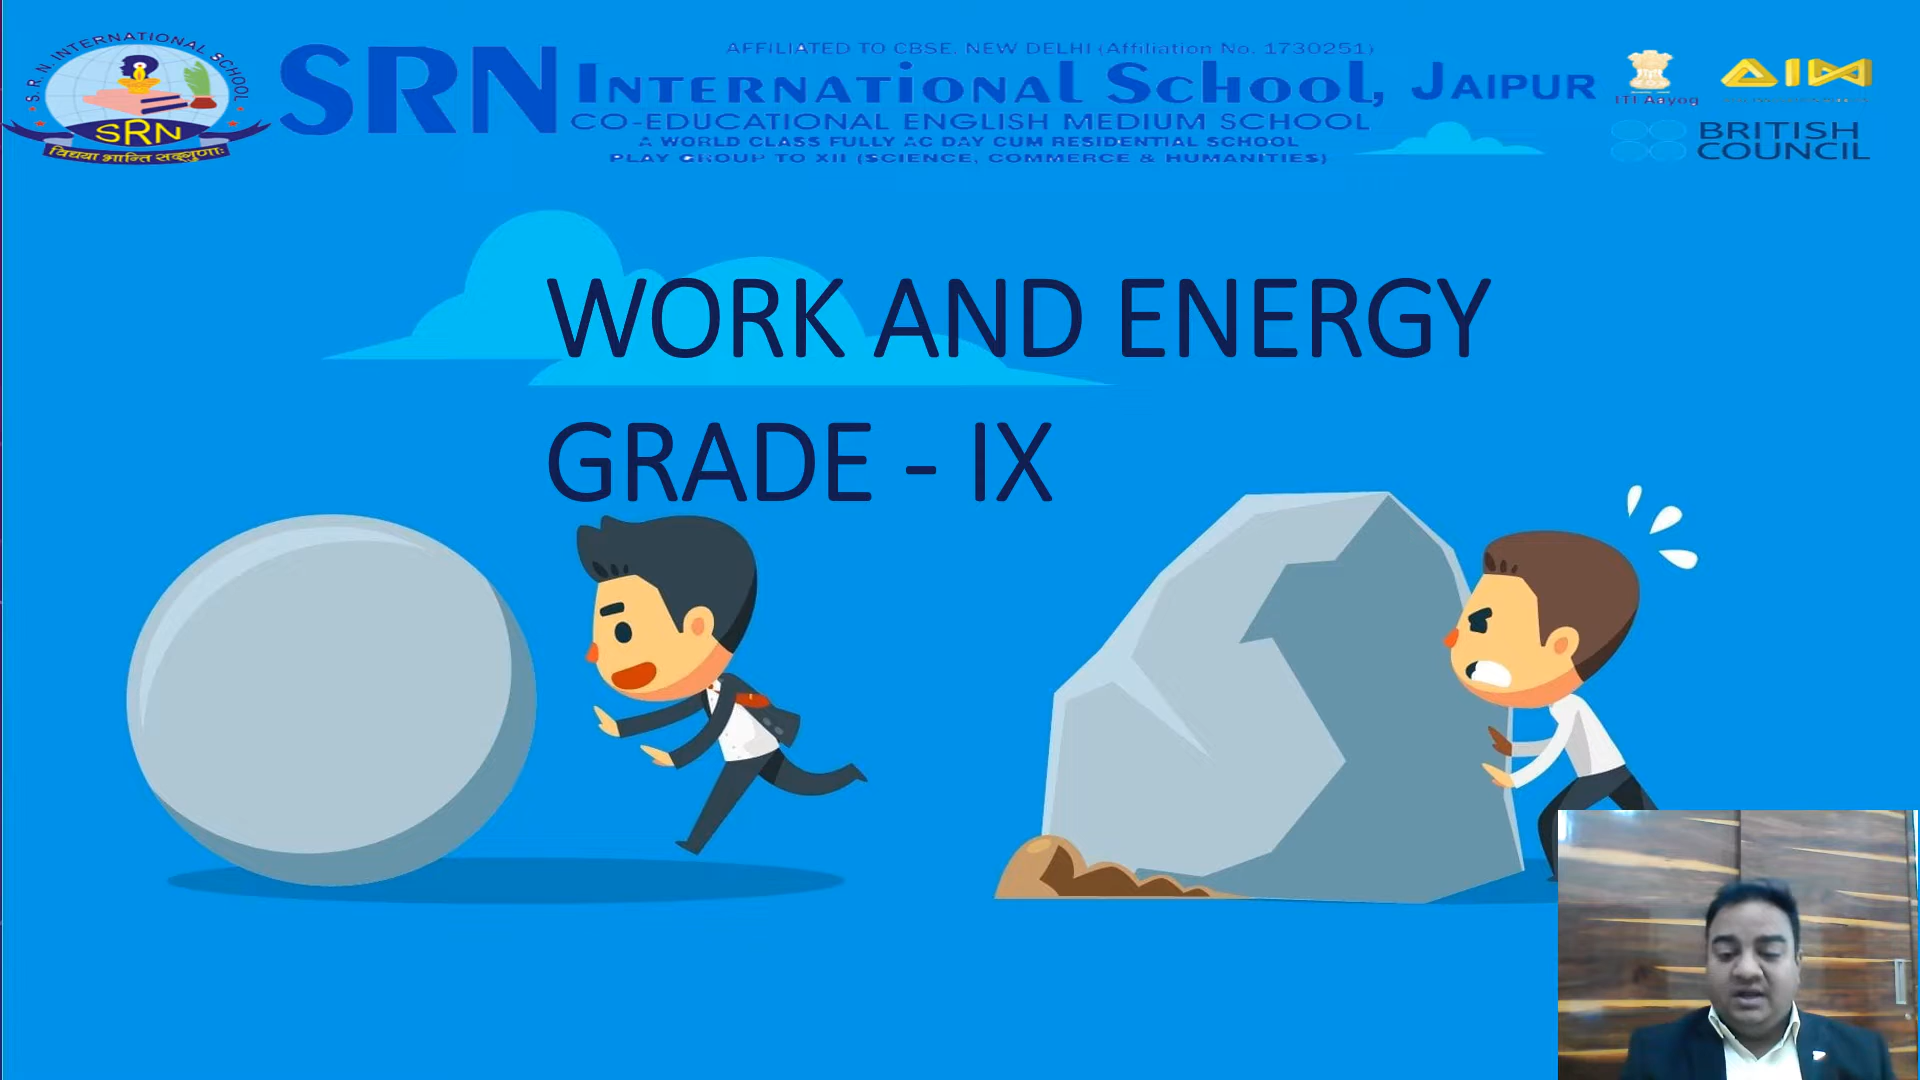 S.R.N. INTERNATIONAL SCHOOL
SRN
विद्यया भान्ति सद्गुणाः
AFFILIATED TO CBSE, NEW DELHI (Affiliation No. 1730251)
SRN INTERNATIONAL SCHOOL, JAIPUR
CO-EDUCATIONAL ENGLISH MEDIUM SCHOOL
A WORLD CLASS FULLY AC DAY CUM RESIDENTIAL SCHOOL
PLAY GROUP TO XII (SCIENCE, COMMERCE & HUMANITIES)
ITI Aayog
AIM
BRITISH
COUNCIL
WORK AND ENERGY
GRADE - IX